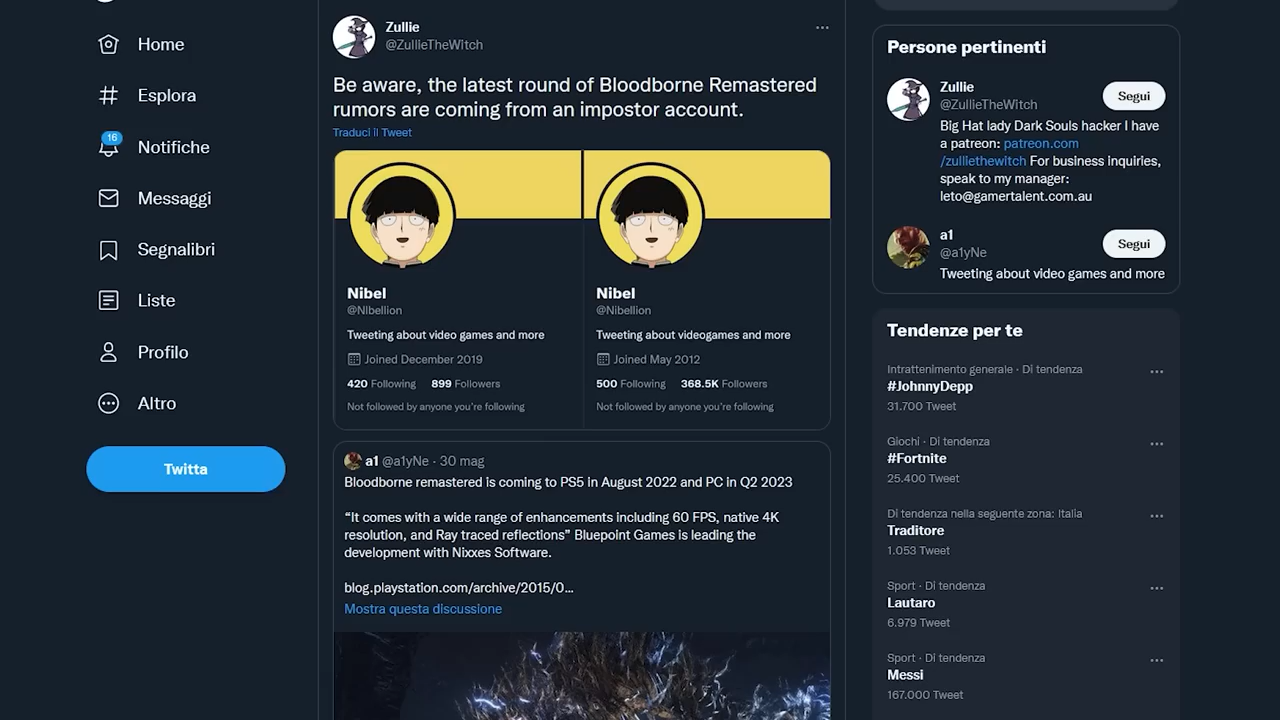 Home
Esplora
16
Notifiche
Messaggi
Segnalibri
Liste
Profilo
Altro
Twitta
Zullie
@ZullieTheWitch
Be aware, the latest round of Bloodborne Remastered
rumors are coming from an impostor account.
Traduci il Tweet
Nibel
@NIbellion
Tweeting about video games and more
Joined December 2019
420 Following 899 Followers
Not followed by anyone you're following
Nibel
@Nibellion
Tweeting about videogames and more
Joined May 2012
500 Following 368.5K Followers
Not followed by anyone you're following
a1 @a1yNe · 30 mag
Bloodborne remastered is coming to PS5 in August 2022 and PC in Q2 2023
“It comes with a wide range of enhancements including 60 FPS, native 4K
resolution, and Ray traced reflections” Bluepoint Games is leading the
development with Nixxes Software.
blog.playstation.com/archive/2015/0...
Mostra questa discussione
Persone pertinenti
Zullie
@ZullieTheWitch
Segui
Big Hat lady Dark Souls hacker I have
a patreon: patreon.com
/zulliethewitch For business inquiries,
speak to my manager:
leto@gamertalent.com.au
a1
@a1yNe
Segui
Tweeting about video games and more
Tendenze per te
Intrattenimento generale · Di tendenza
#JohnnyDepp
31.700 Tweet
Giochi · Di tendenza
#Fortnite
25.400 Tweet
Di tendenza nella seguente zona: Italia
Traditore
1.053 Tweet
Sport · Di tendenza
Lautaro
6.979 Tweet
Sport · Di tendenza
Messi
167.000 Tweet